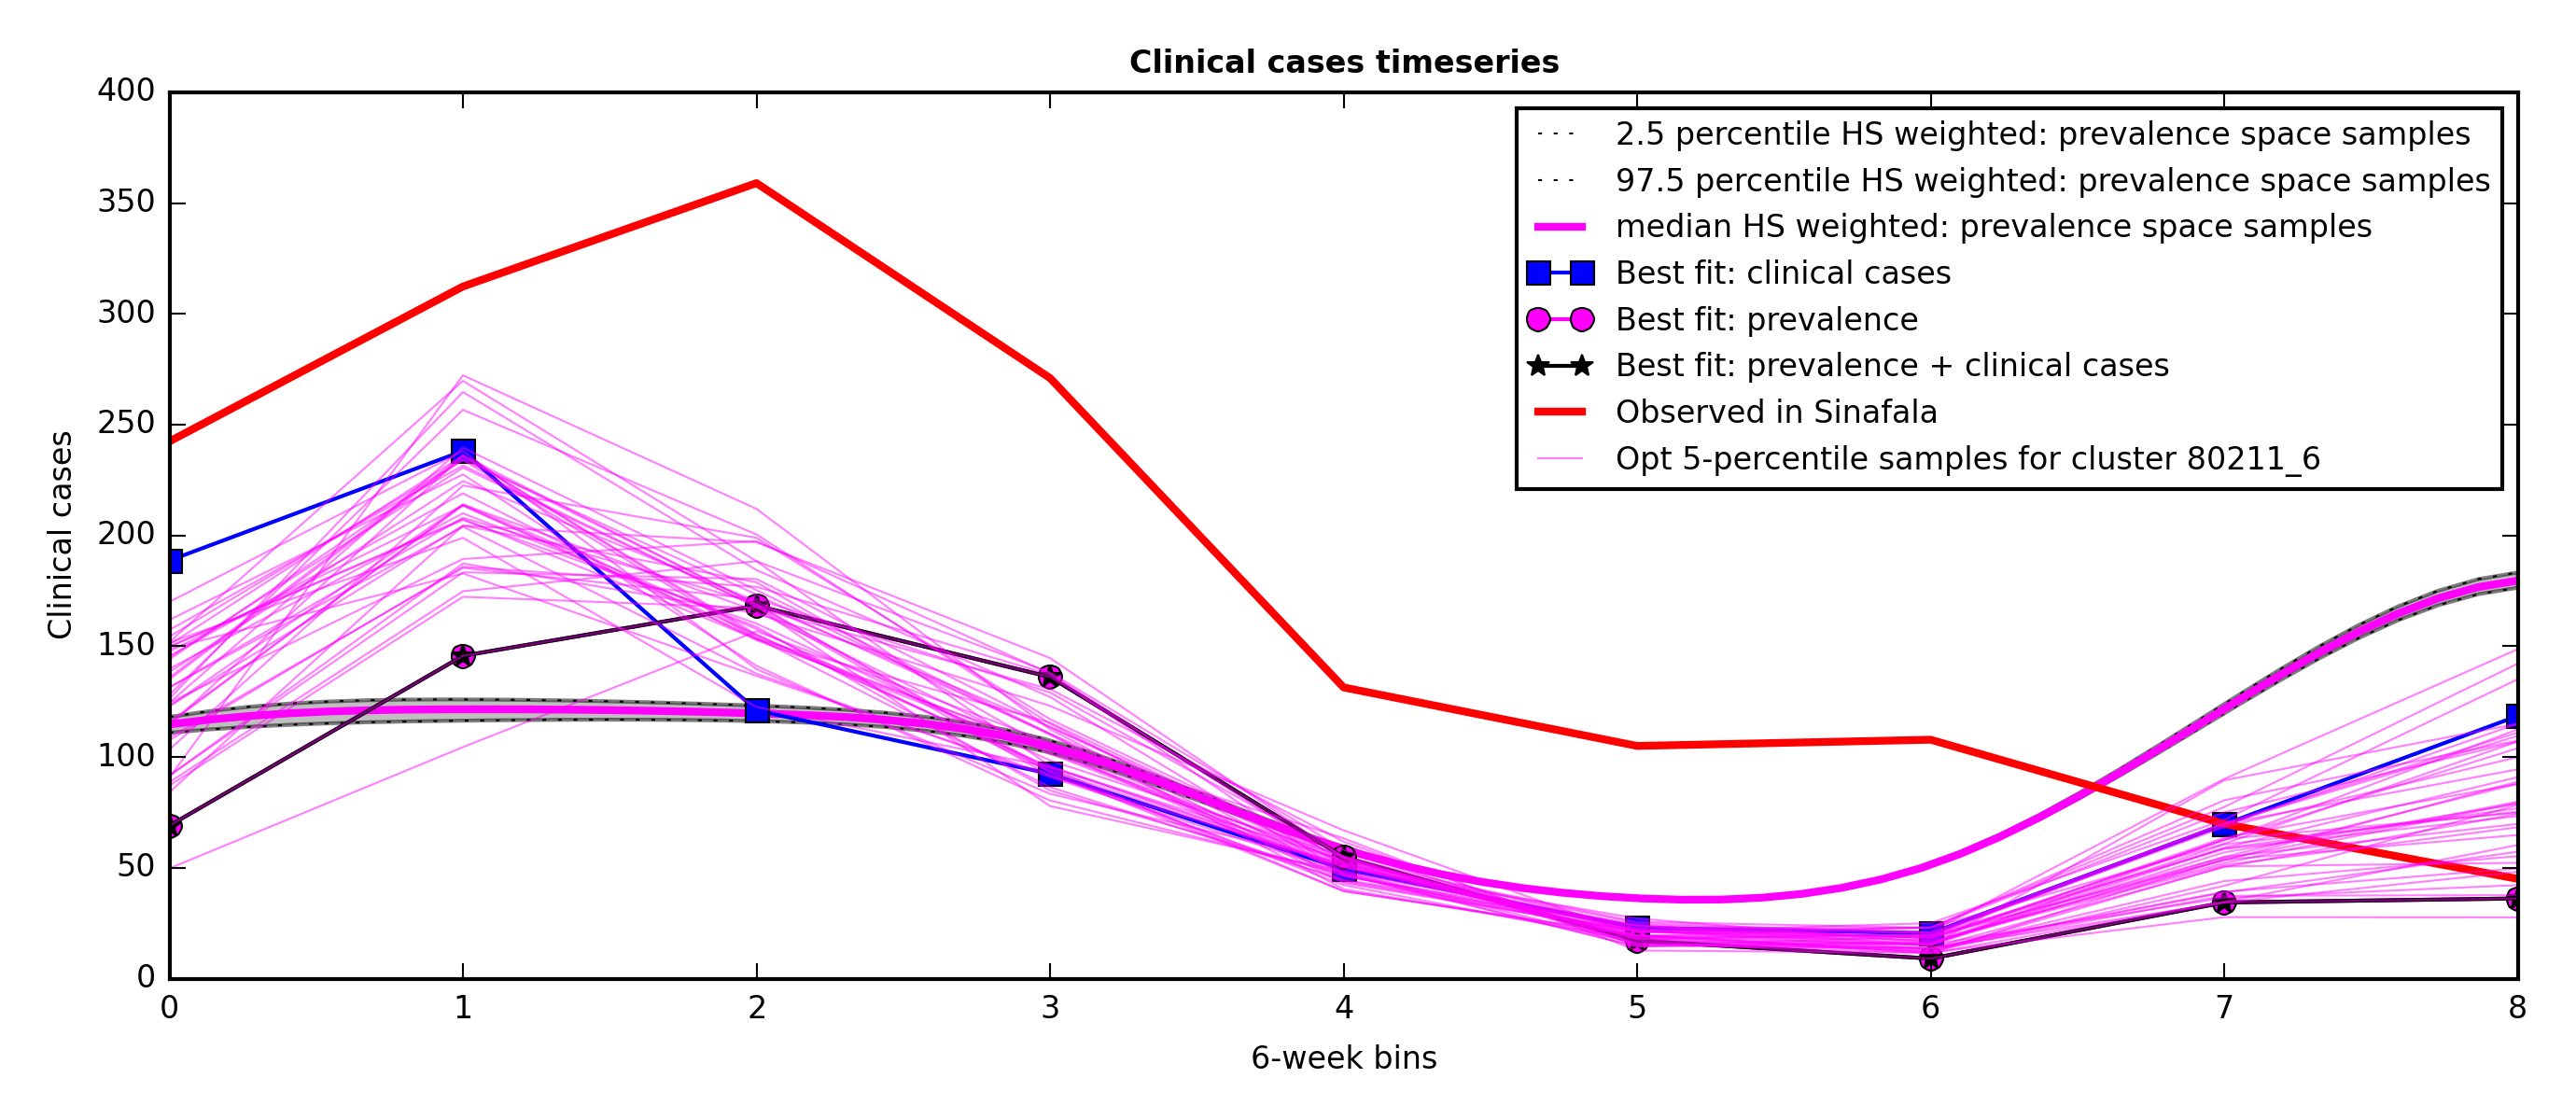 Clinical cases timeseries
400
350
300
250
200
150
100
50
0
Clinical cases
2.5 percentile HS weighted: prevalence space samples
97.5 percentile HS weighted: prevalence space samples
median HS weighted: prevalence space samples
Best fit: clinical cases
Best fit: prevalence
Best fit: prevalence + clinical cases
Observed in Sinafala
Opt 5-percentile samples for cluster 80211_6
0 1 2 3 4 5 6 7 8
6-week bins